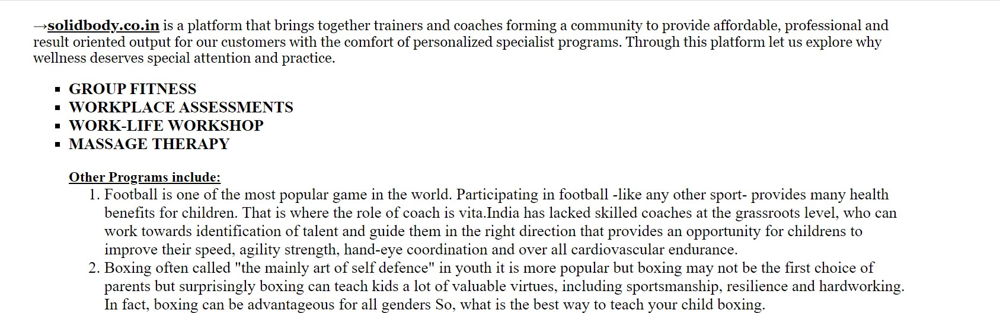 →solidbody.co.in is a platform that brings together trainers and coaches forming a community to provide affordable, professional and
result oriented output for our customers with the comfort of personalized specialist programs. Through this platform let us explore why
wellness deserves special attention and practice.
▪ GROUP FITNESS
▪ WORKPLACE ASSESSMENTS
▪ WORK-LIFE WORKSHOP
▪ MASSAGE THERAPY
Other Programs include:
1. Football is one of the most popular game in the world. Participating in football -like any other sport- provides many health
benefits for children. That is where the role of coach is vita.India has lacked skilled coaches at the grassroots level, who can
work towards identification of talent and guide them in the right direction that provides an opportunity for childrens to
improve their speed, agility strength, hand-eye coordination and over all cardiovascular endurance.
2. Boxing often called "the mainly art of self defence" in youth it is more popular but boxing may not be the first choice of
parents but surprisingly boxing can teach kids a lot of valuable virtues, including sportsmanship, resilience and hardworking.
In fact, boxing can be advantageous for all genders So, what is the best way to teach your child boxing.